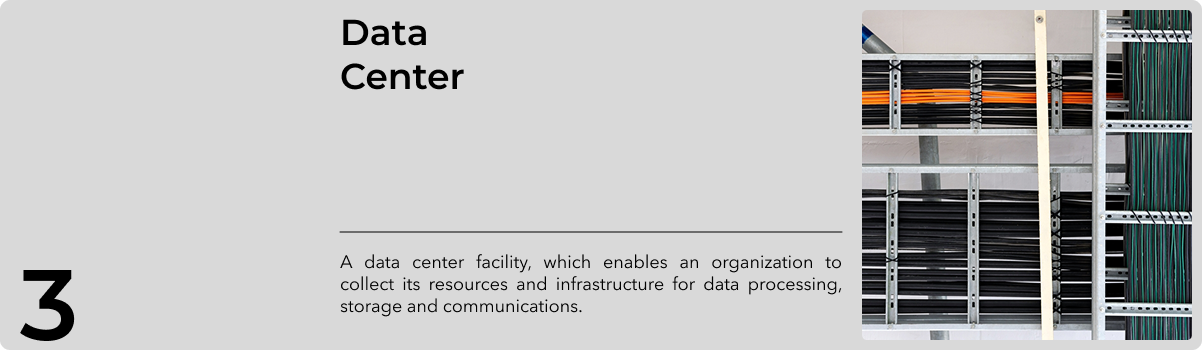 Data
Center
A data center facility, which enables an organization to
collect its resources and infrastructure for data processing,
storage and communications.
3